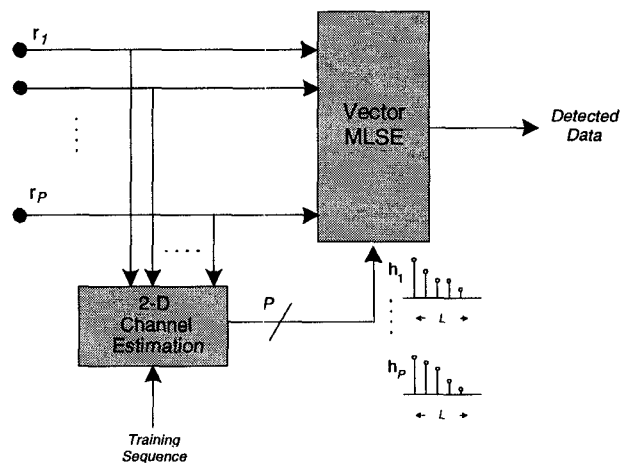 r1
Vector
MLSE
Detected
Data
rP
2-D
Channel
Estimation
P
h1
L
hP
L
Training
Sequence